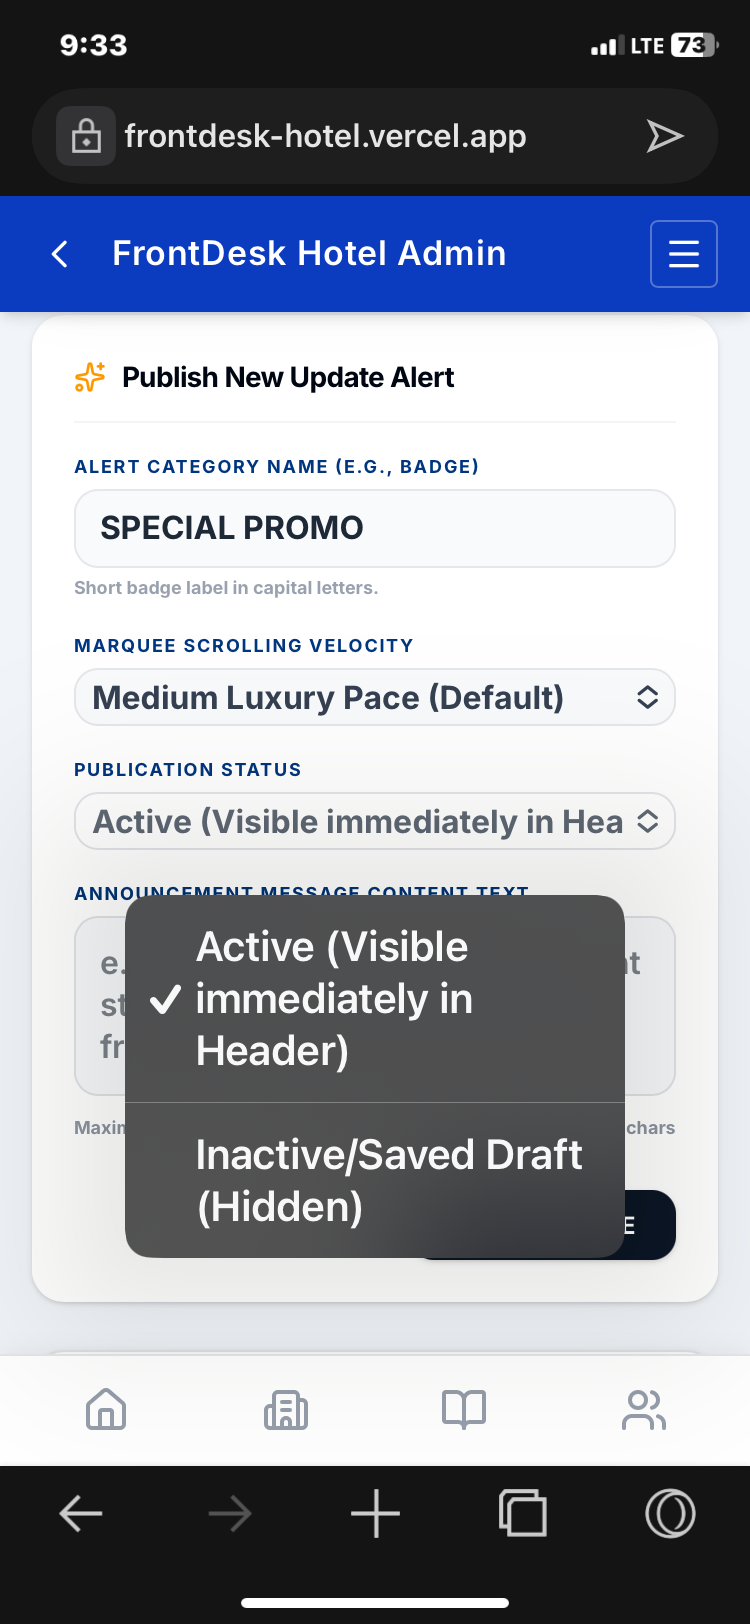 9:33
LTE 73
frontdesk-hotel.vercel.app
FrontDesk Hotel Admin
Publish New Update Alert
ALERT CATEGORY NAME (E.G., BADGE)
SPECIAL PROMO
Short badge label in capital letters.
MARQUEE SCROLLING VELOCITY
Medium Luxury Pace (Default)
PUBLICATION STATUS
Active (Visible immediately in Hea
ANNOUNCEMENT MESSAGE CONTENT TEXT
Active (Visible
immediately in
Header)
chars
Inactive/Saved Draft
(Hidden)